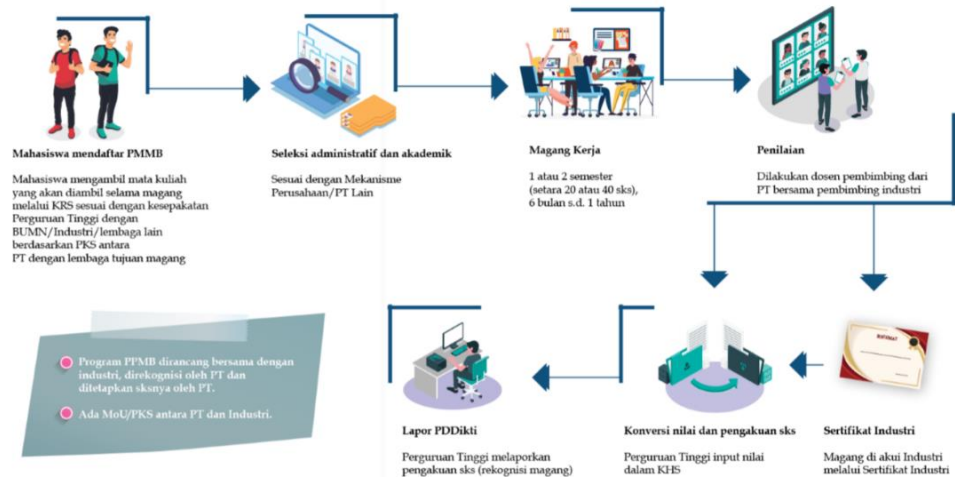 Mahasiswa mendaftar PMMB
Mahasiswa mengambil mata kuliah
yang akan diambil selama magang
melalui KRS sesuai dengan kesepakatan
Perguruan Tinggi dengan
BUMN/Industri/lembaga lain
berdasarkan PKS antara
PT dengan lembaga tujuan magang
Seleksi administratif dan akademik
Sesuai dengan Mekanisme
Perusahaan/PT Lain
Magang Kerja
1 atau 2 semester
(setara 20 atau 40 sks),
6 bulan s.d. 1 tahun
Penilaian
Dilakukan dosen pembimbing dari
PT bersama pembimbing industri
Program PPMB dicancang bersama dengan
industri, direkognisi oleh PT dan
ditetapkan sksnya oleh PT.
Ada MoU/PKS antara PT dan Industri.
Lapor PDDikti
Perguruan Tinggi melaporkan
pengakuan sks (rekognisi magang)
Konversi nilai dan pengakuan sks
Perguruan Tinggi input nilai
dalam KHS
Sertifikat Industri
Magang di akui Industri
melalui Sertifikat Industri